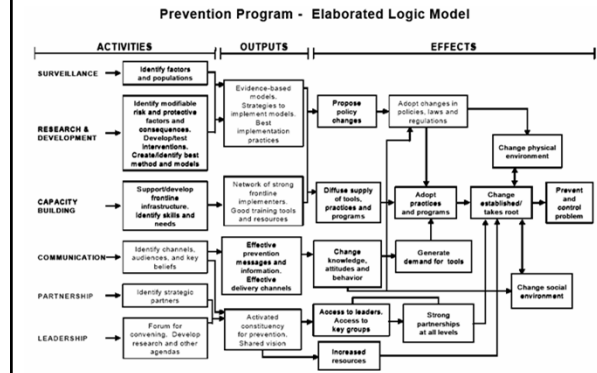 Prevention Program - Elaborated Logic Model
ACTIVITIES
OUTPUTS
EFFECTS
SURVEILLANCE
Identify factors
and populations
RESEARCH &
DEVELOPMENT
Identify modifiable
risk and protective
factors and
consequences.
Develop/test
interventions.
Create/identify best
method and models
Evidence-based
models.
Strategies to
implement models.
Best
implementation
practices
Propose
policy
changes
Adopt changes in
policies, laws and
regulations
Change physical
environment
CAPACITY
BUILDING
Support/develop
frontline
infrastructure.
Identify skills and
needs
Network of strong
frontline
implementers.
Good training tools
and resources
Diffuse supply
of tools,
practices and
programs
Adopt
practices
and programs
Change
established/
takes root
Prevent
and
control
problem
COMMUNICATION
Identify channels,
audiences, and key
beliefs
Effective
prevention
messages and
information.
Effective
delivery channels
Change
knowledge,
attitudes and
behavior
Generate
demand for tools
Change social
environment
PARTNERSHIP
Identify strategic
partners
LEADERSHIP
Forum for
convening. Develop
research and other
agendas
Activated
constituency
for prevention.
Shared vision
Access to leaders.
Access to
key groups
Strong
partnerships
at all levels
Increased
resources